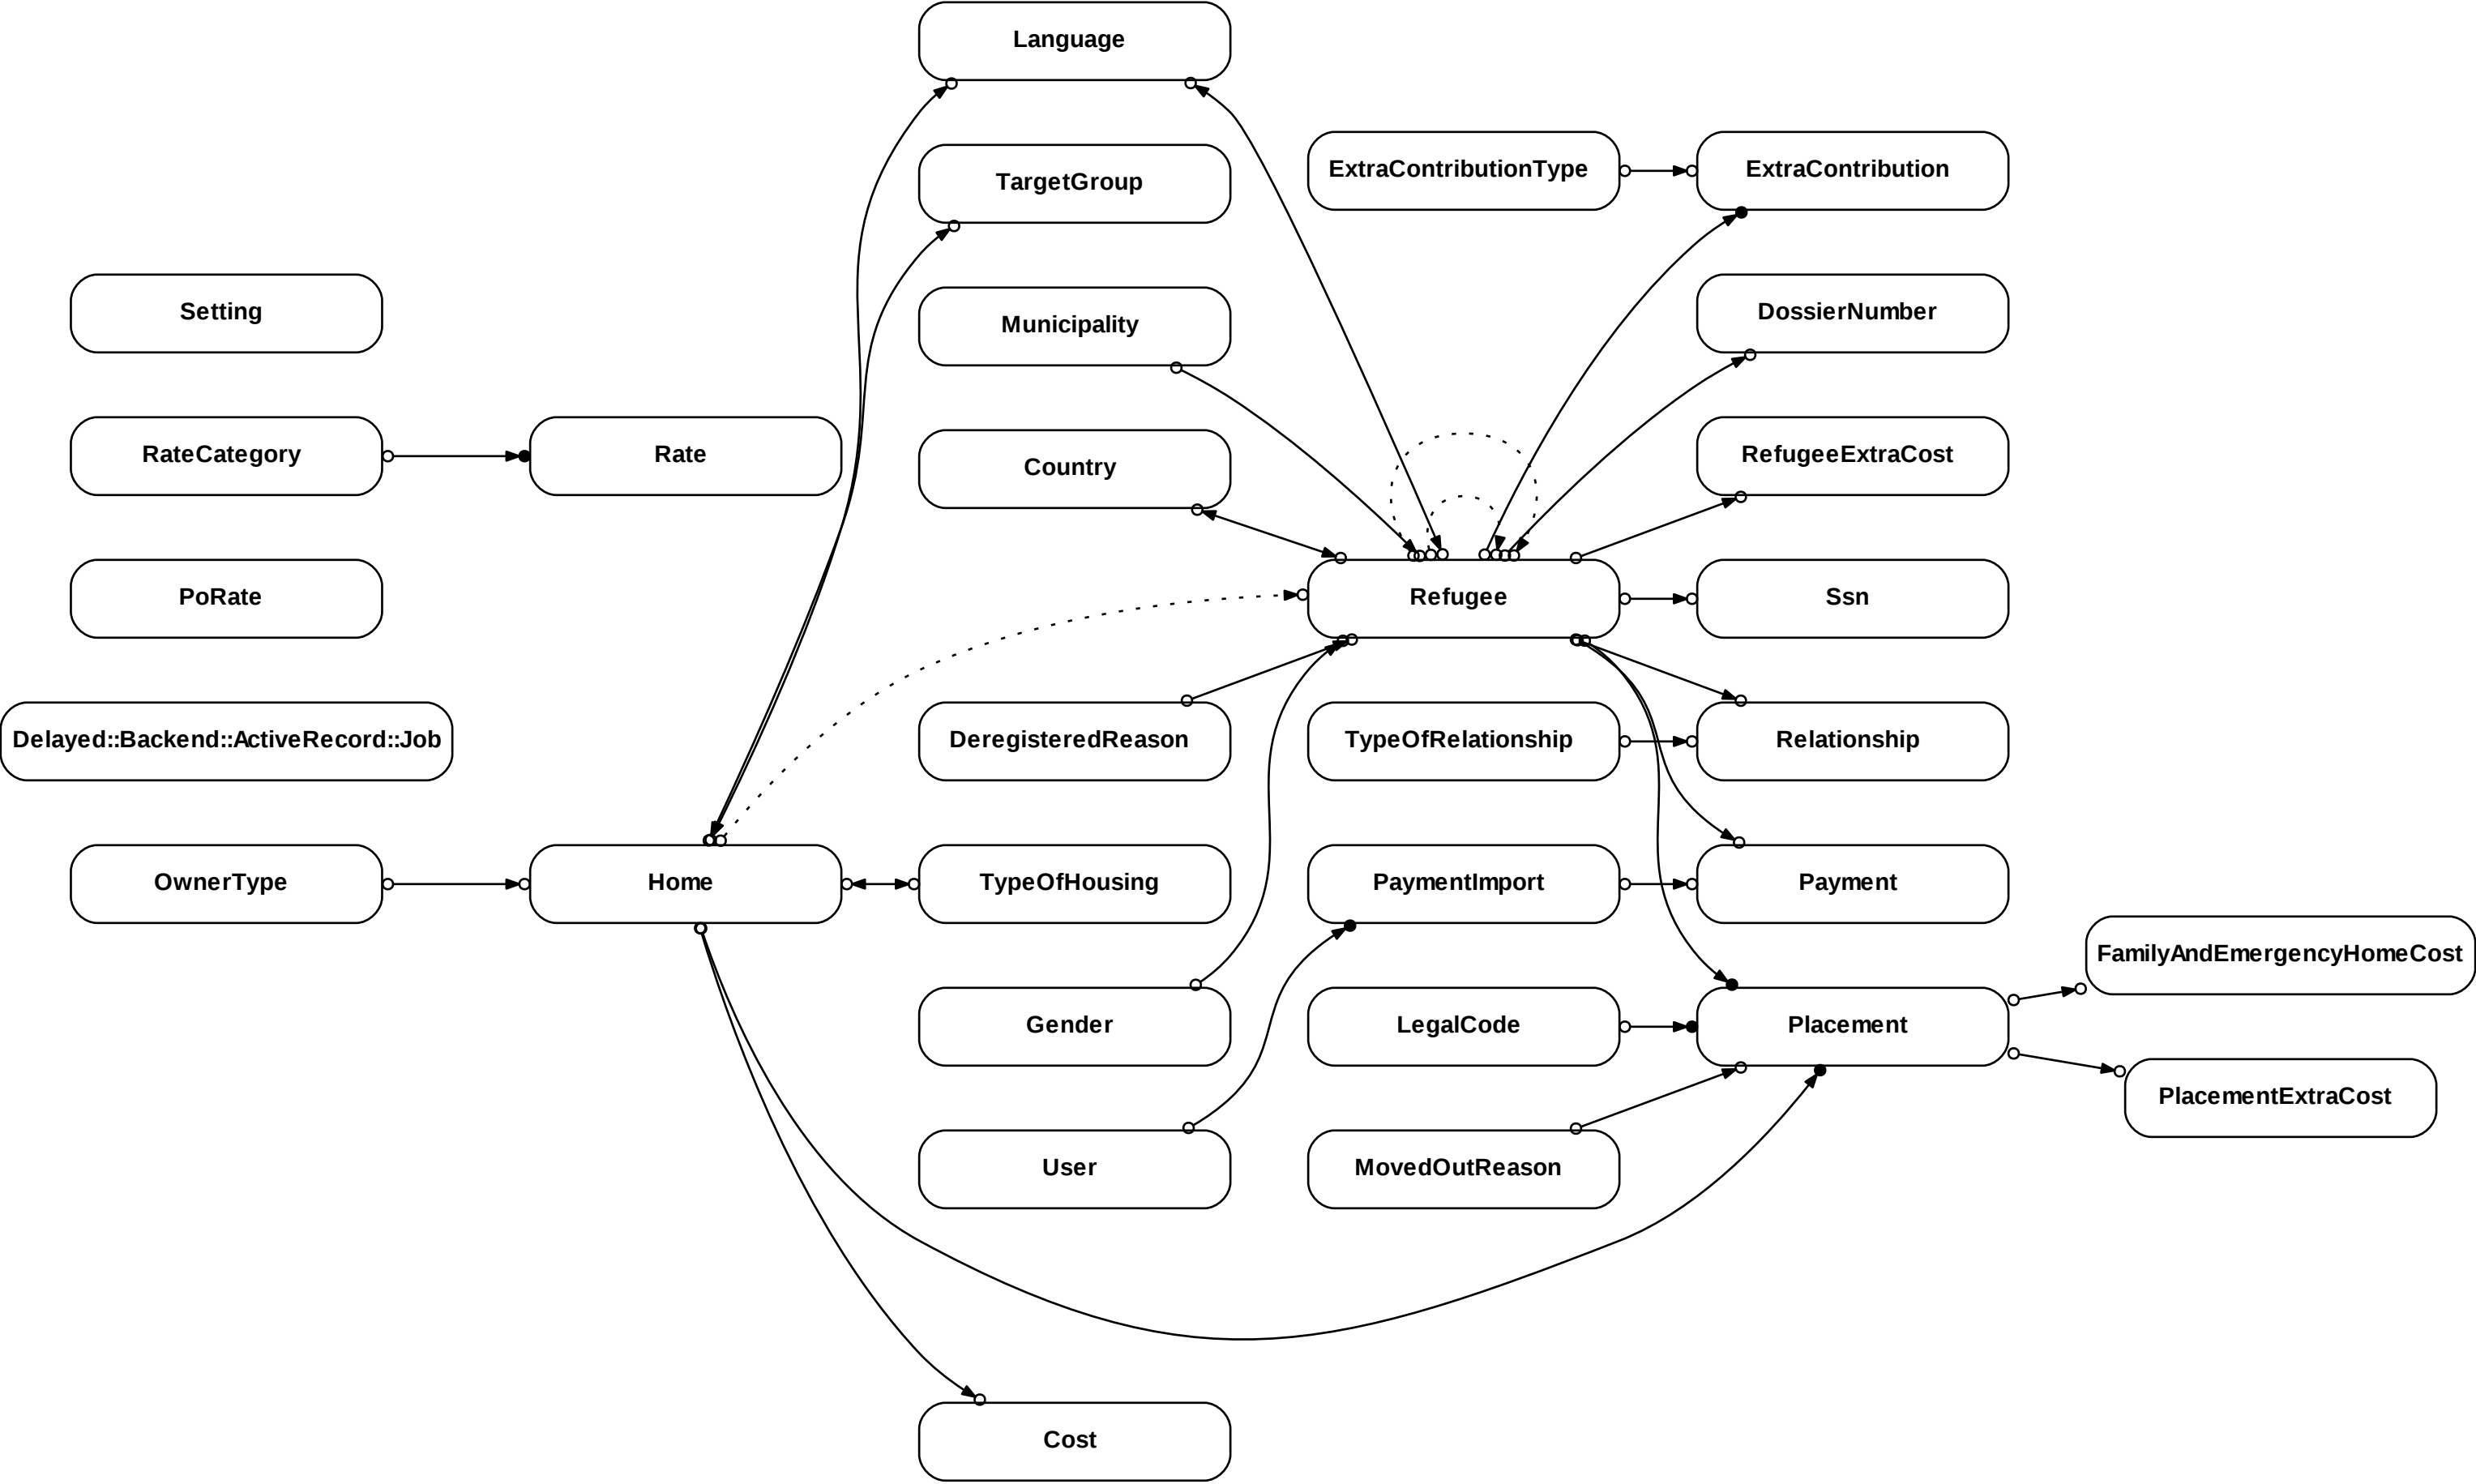 Language
TargetGroup
ExtraContributionType
ExtraContribution
Setting
Municipality
DossierNumber
RateCategory
Rate
Country
RefugeeExtraCost
PoRate
Refugee
Ssn
Delayed::Backend::ActiveRecord::Job
DeregisteredReason
TypeOfRelationship
Relationship
OwnerType
Home
TypeOfHousing
PaymentImport
Payment
FamilyAndEmergencyHomeCost
Gender
LegalCode
Placement
PlacementExtraCost
User
MovedOutReason
Cost